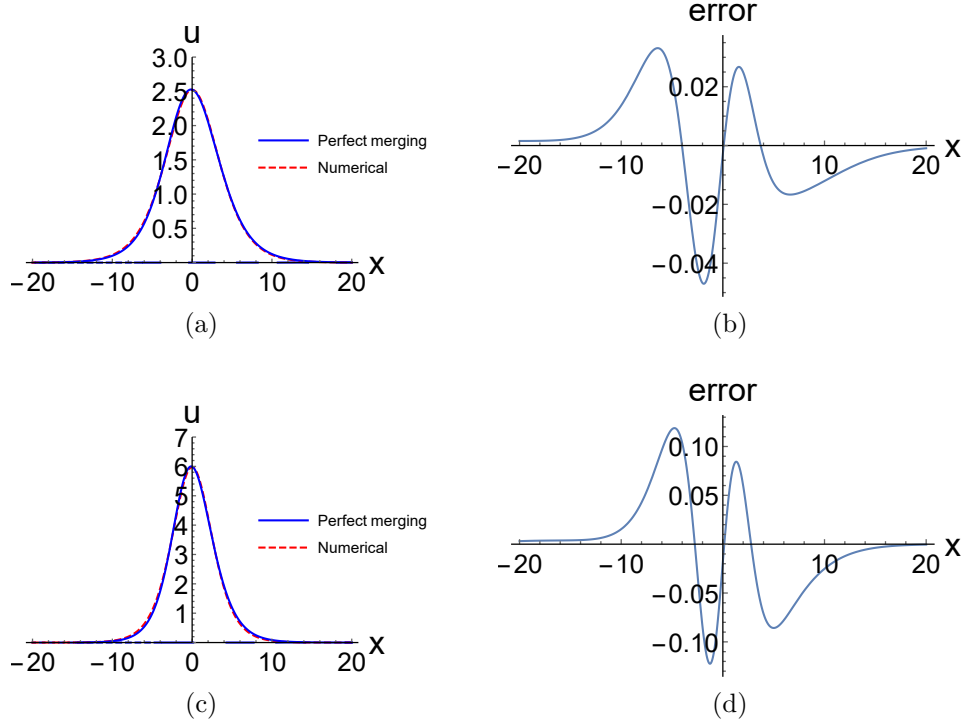 u
3.0
2.5
2.0
1.5
1.0
0.5
−20 −10 0 10 20 x
Perfect merging
Numerical
(a)
error
0.02
−20 −10 10 20 x
−0.02
−0.04
(b)
u
7
6
5
4
3
2
1
−20 −10 0 10 20 x
Perfect merging
Numerical
(c)
error
0.10
0.05
−20 −10 10 20 x
−0.05
−0.10
(d)